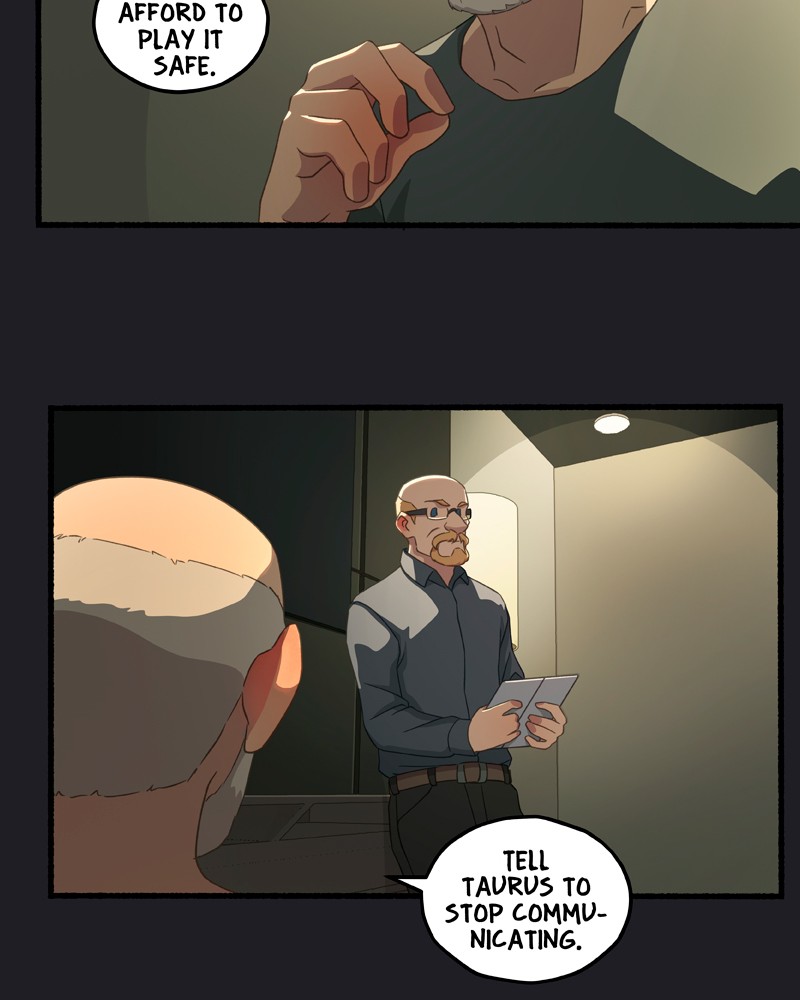 AFFORD TO
PLAY IT
SAFE.
TELL
TAURUS TO
STOP COMMU-
NICATING.